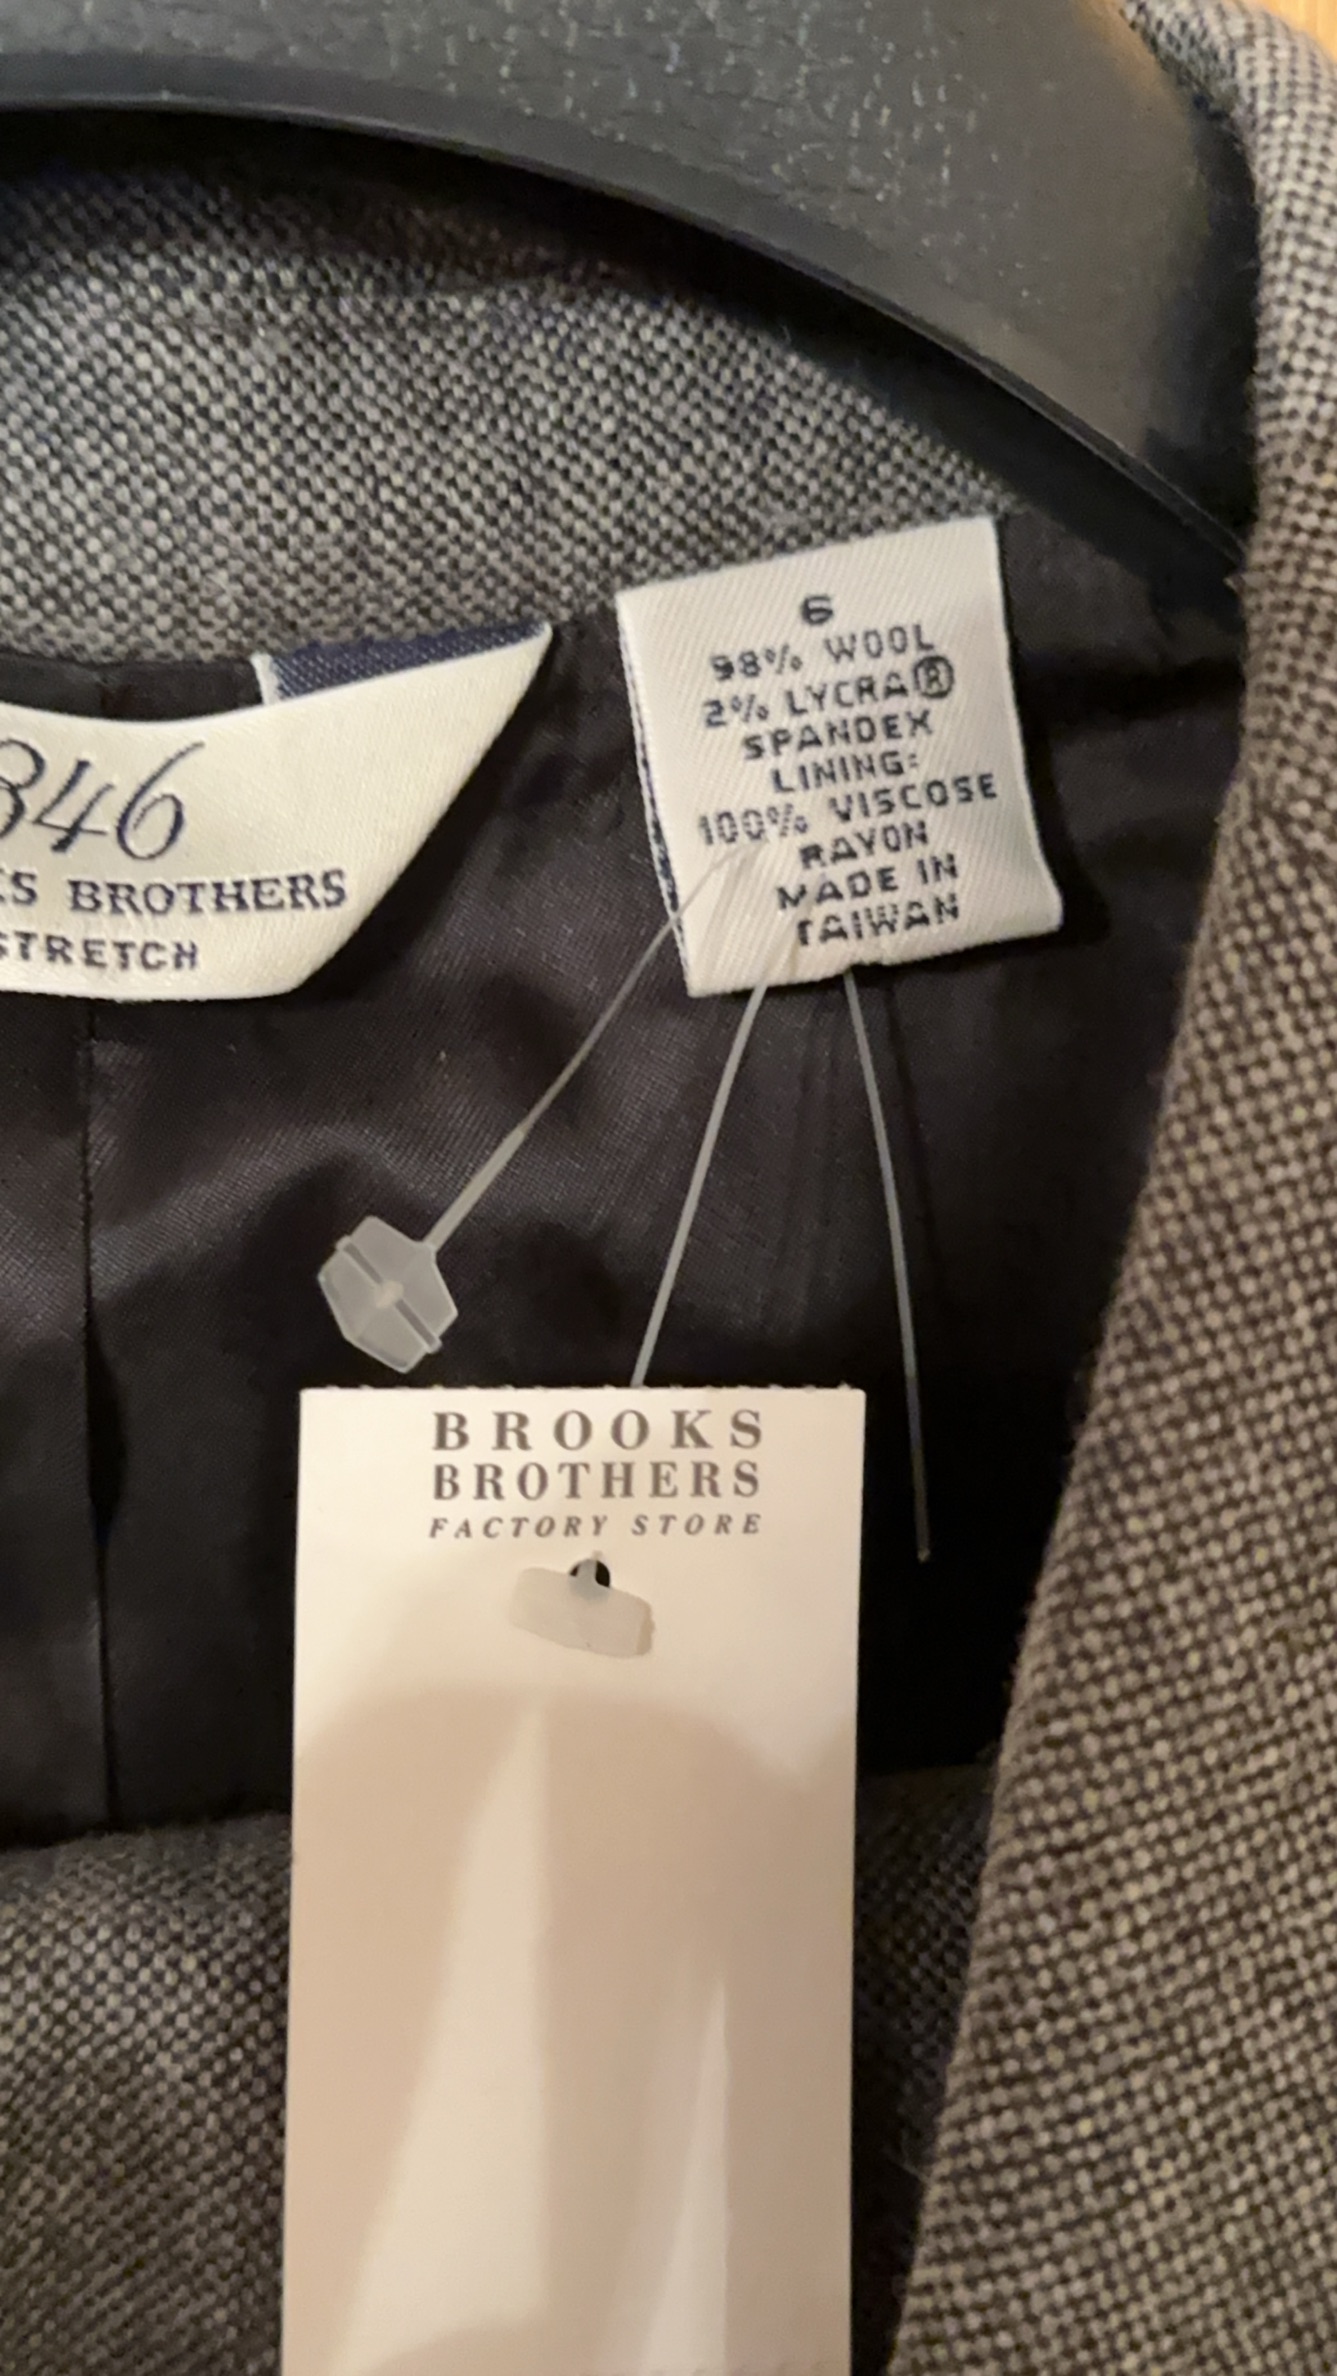 346
BROTHERS
STRETCH
6
98% WOOL
2% LYCRA®
SPANDEX
LINING:
100% VISCOSE
RAYON
MADE IN
TAIWAN
BROOKS
BROTHERS
FACTORY STORE